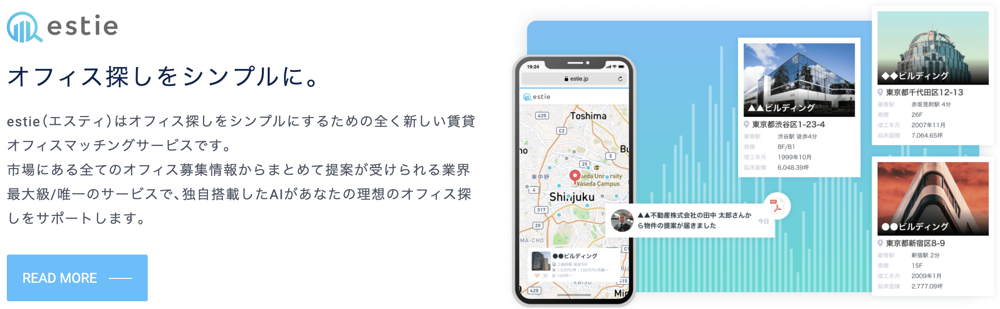 estie
オフィス探しをシンプルに。
estie（エスティ）はオフィス探しをシンプルにするための全く新しい賃貸
オフィスマッチングサービスです。
市場にある全てのオフィス募集情報からまとめて提案が受けられる業界
最大級/唯一のサービスで、独自搭載したAIがあなたの理想のオフィス探
しをサポートします。
READ MORE
19:24
estie.jp
estie
420
Toshima
C2
Bu
no
5
25
東中野
Waseda Campus
4
Shinjuku
317
20
MA-CHO
C1
●●ビルディング
三越前駅 徒歩3分
¥ 1.5万円/坪・150万円/月額〜
100坪〜
BU
EBISU
415
420
Min
▲▲不動産株式会社の田中 太郎さんか
ら物件の提案が届きました
今日
PDF
▲▲ビルディング
東京都渋谷区1-23-4
最寄駅 渋谷駅 徒歩4分
規模 8F/B1
竣工年月 1999年10月
延床面積 6,048.39坪
◆◆ビルディング
東京都千代田区12-13
最寄駅 赤坂見附駅 4分
規模 26F
竣工年月 2007年11月
延床面積 7,064.65坪
●●ビルディング
東京都新宿区8-9
最寄駅 新宿駅 2分
規模 15F
竣工年月 2009年1月
延床面積 2,777.09坪